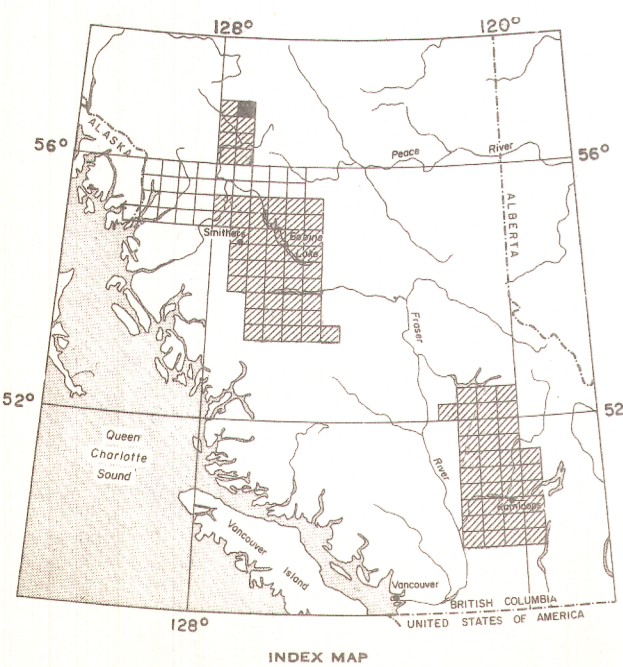 128°
120°
ALASKA
56°
Peace River
56°
ALBERTA
Smithers
Babine
Lake
Fraser
52°
52
Queen
Charlotte
Sound
River
Kamloops
Vancouver
Island
Vancouver
BRITISH COLUMBIA
UNITED STATES OF AMERICA
128°
INDEX MAP